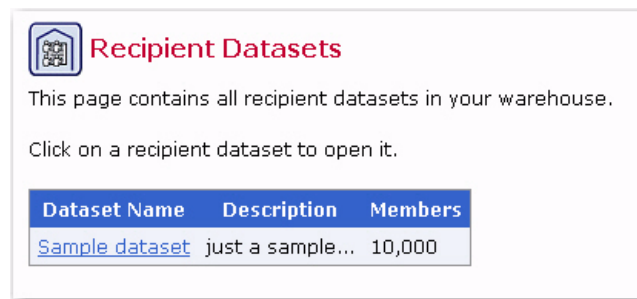 Recipient Datasets
This page contains all recipient datasets in your warehouse.
Click on a recipient dataset to open it.
Dataset Name Description Members
Sample dataset just a sample... 10,000